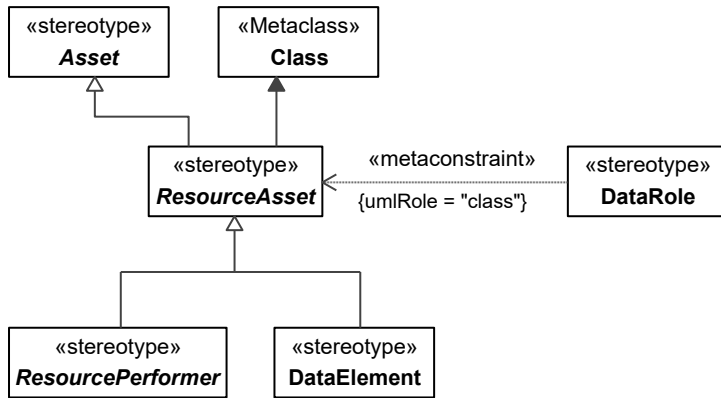 «stereotype»
Asset
«Metaclass»
Class
«stereotype»
ResourceAsset
«metaconstraint»
{umlRole = "class"}
«stereotype»
DataRole
«stereotype»
ResourcePerformer
«stereotype»
DataElement